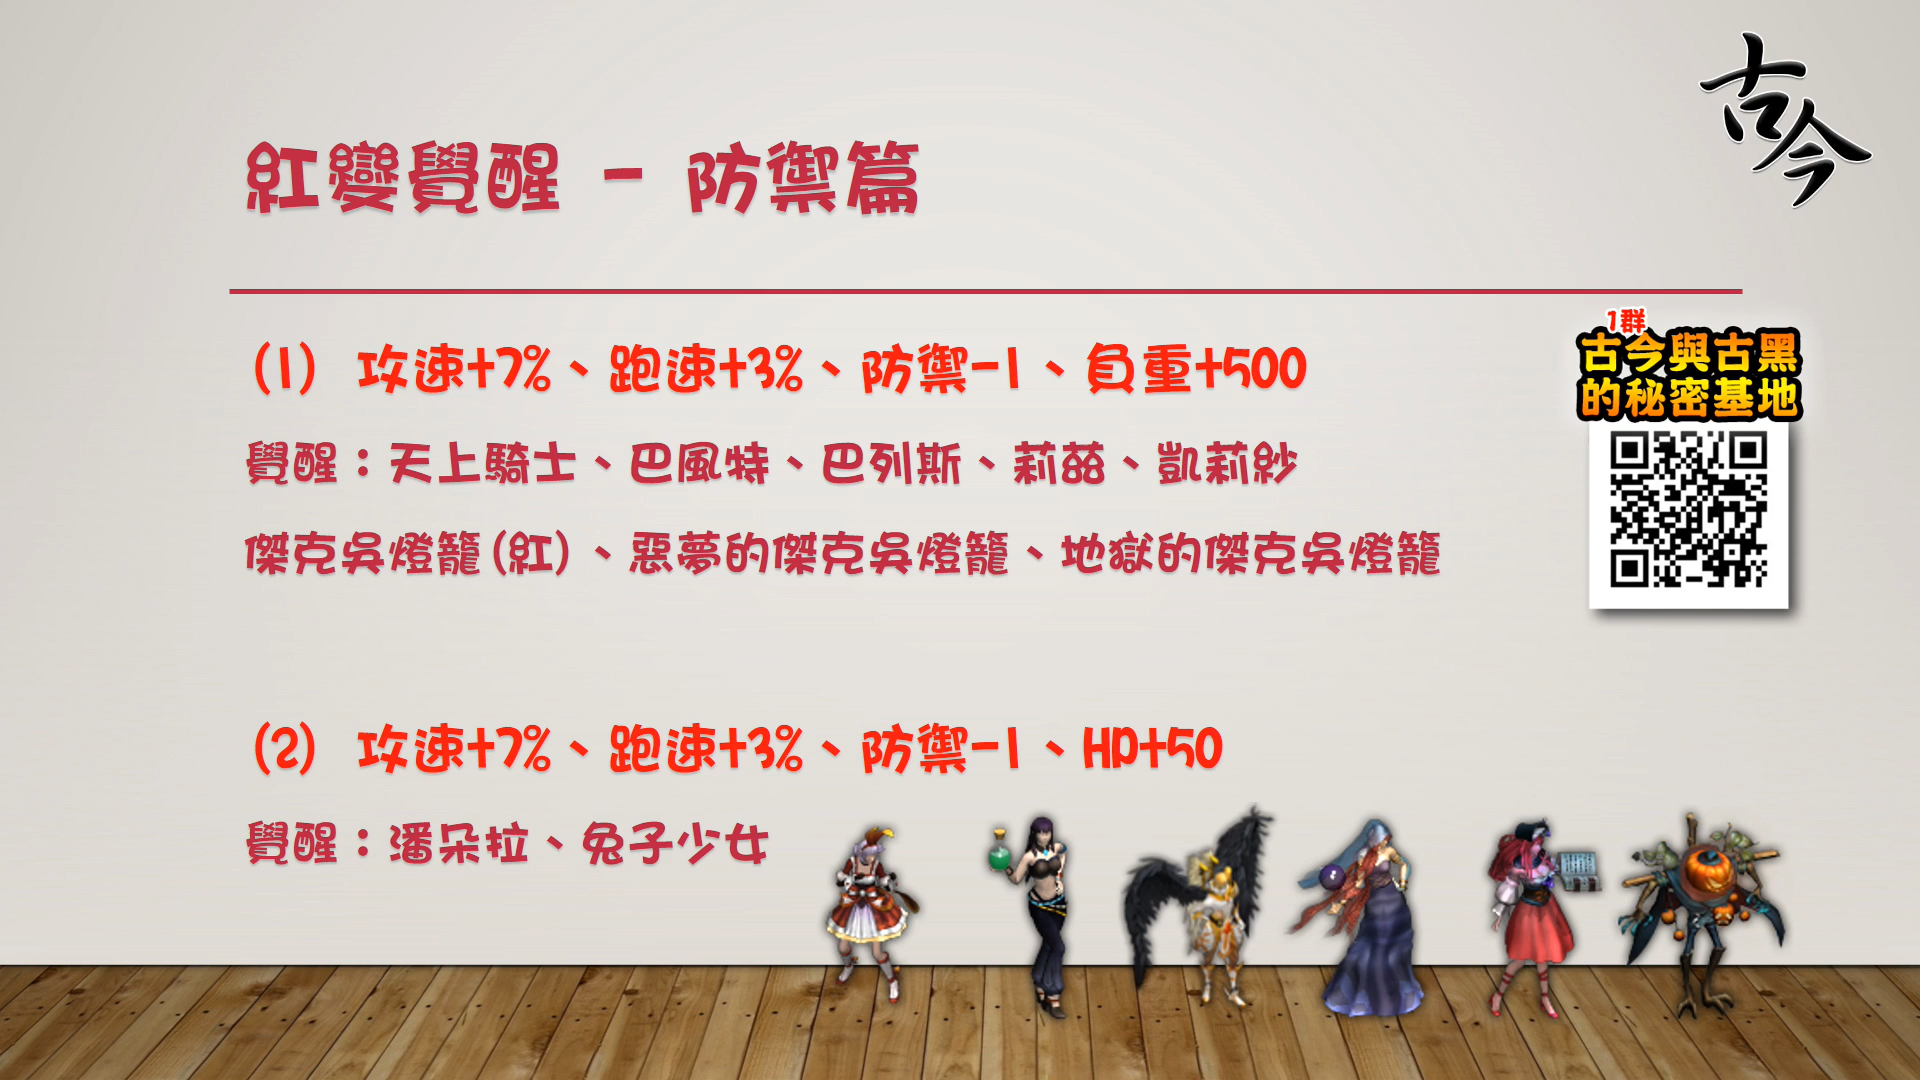 古今
紅變覺醒 - 防禦篇
(1) 攻速+7%、跑速+3%、防禦-1、負重+500
覺醒：天上騎士、巴風特、巴列斯、莉茲、凱莉紗
傑克吳燈籠(紅)、惡夢的傑克吳燈籠、地獄的傑克吳燈籠
1群
古今與古黑
的秘密基地
(2) 攻速+7%、跑速+3%、防禦-1、HP+50
覺醒：潘朵拉、兔子少女